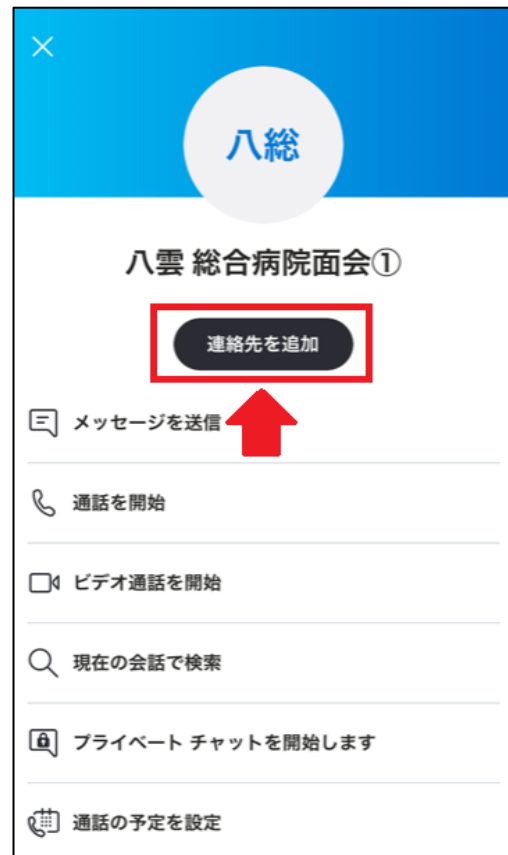 八総
八雲 総合病院面会①
連絡先を追加
メッセージを送信
通話を開始
ビデオ通話を開始
現在の会話で検索
プライベート チャットを開始します
通話の予定を設定